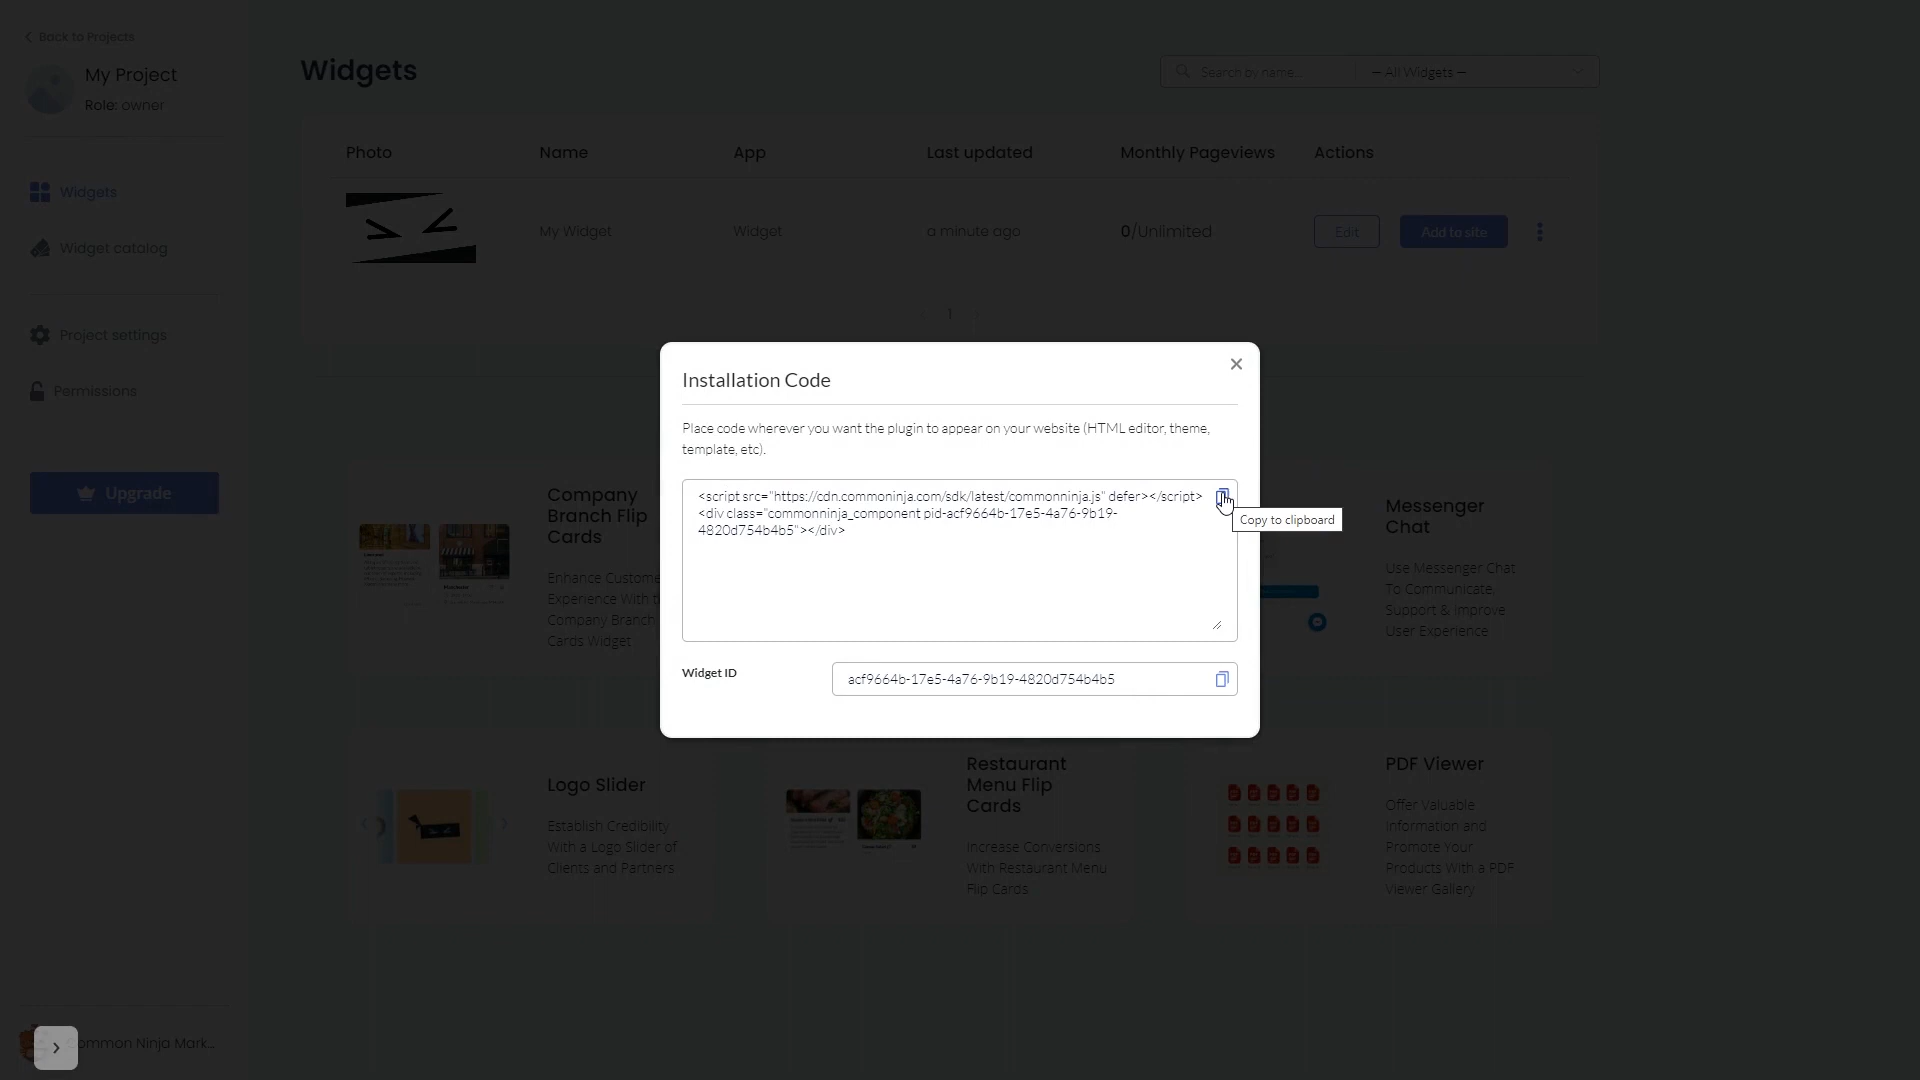 Back to Projects
My Project
Role: owner
Widgets
Widget catalog
Project settings
Permissions
Upgrade
Common Ninja Mark...
Widgets
Search by name...
— All Widgets —
Photo
Name
App
Last updated
Monthly Pageviews
Actions
My Widget
Widget
a minute ago
0/Unlimited
Edit
Add to site
1
Installation Code
Place code wherever you want the plugin to appear on your website (HTML editor, theme,
template, etc).
<script src="https://cdn.commoninja.com/sdk/latest/commonninja.js" defer></script>
<div class="commonninja_component pid-acf9664b-17e5-4a76-9b19-
4820d754b4b5"></div>
Copy to clipboard
Widget ID
acf9664b-17e5-4a76-9b19-4820d754b4b5
Company
Branch Flip
Cards
Enhance Custome
Experience With t
Company Branch
Cards Widget
Messenger
Chat
Use Messenger Chat
To Communicate,
Support & Improve
User Experience
Logo Slider
Establish Credibility
With a Logo Slider of
Clients and Partners
Restaurant
Menu Flip
Cards
Increase Conversions
With Restaurant Menu
Flip Cards
PDF Viewer
Offer Valuable
Information and
Promote Your
Products With a PDF
Viewer Gallery